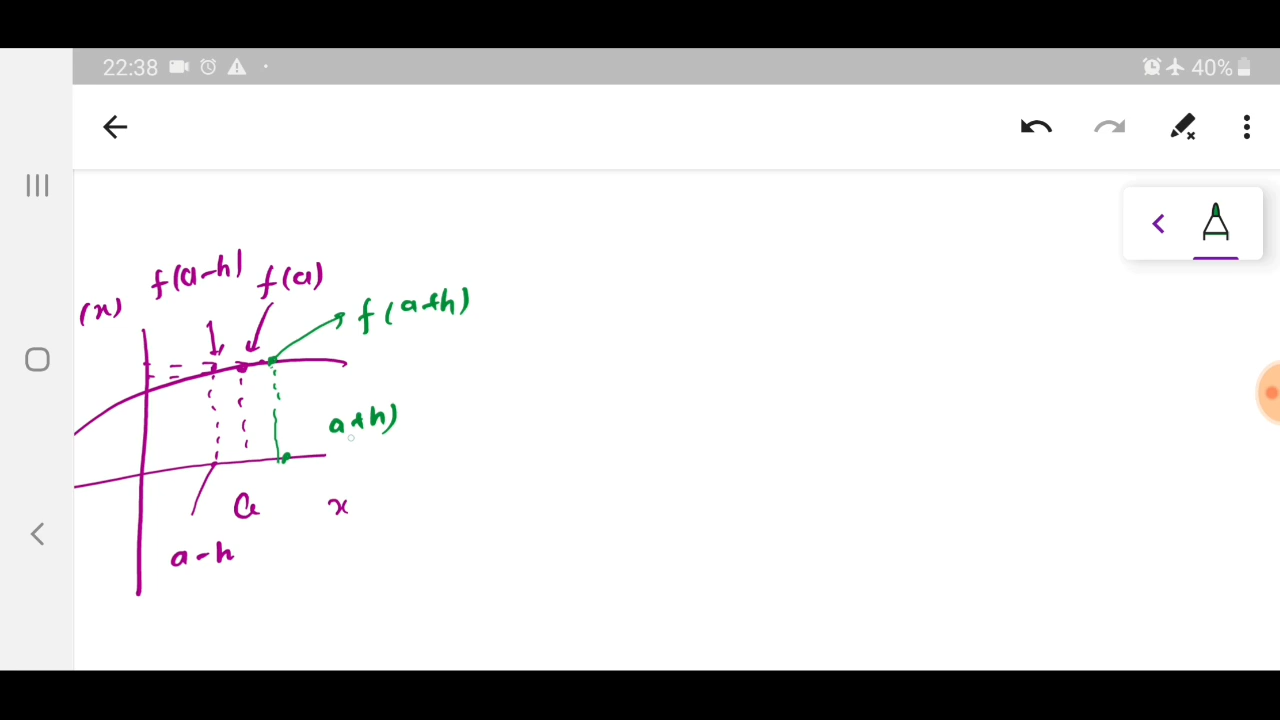 22:38
40%
f(a-h) f(a)
(x)
f(a+h)
a+h)
a x
a-h